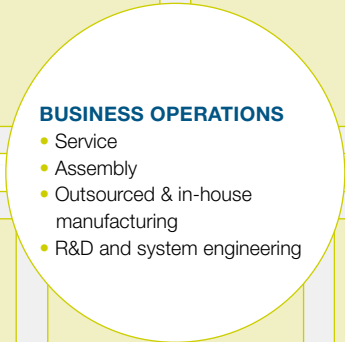 BUSINESS OPERATIONS
• Service
• Assembly
• Outsourced & in-house
manufacturing
• R&D and system engineering